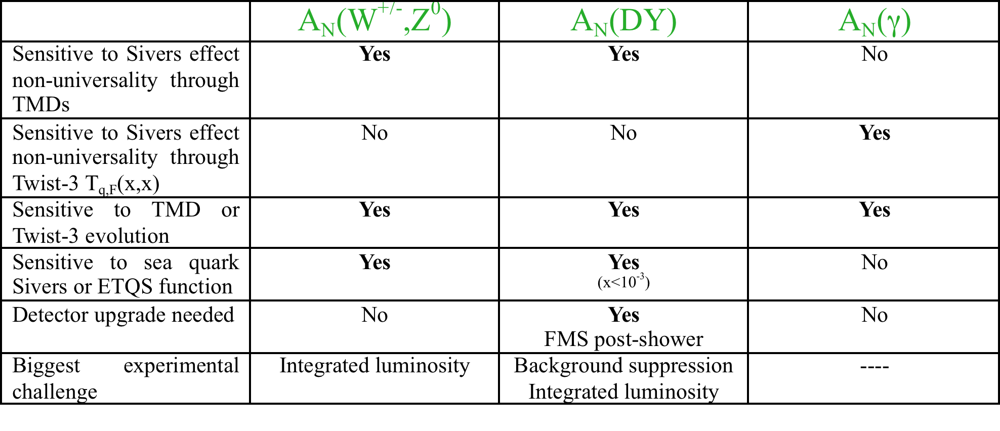 A_N(W^+/-,Z^0) A_N(DY) A_N(γ)
Sensitive to Sivers effect Yes Yes No
non-universality through
TMDs
Sensitive to Sivers effect No No Yes
non-universality through
Twist-3 T_q,F(x,x)
Sensitive to TMD or Yes Yes Yes
Twist-3 evolution
Sensitive to sea quark Yes Yes No
Sivers or ETQS function (x<10^-3)
Detector upgrade needed No Yes No
FMS post-shower
Biggest experimental Integrated luminosity Background suppression ----
challenge Integrated luminosity